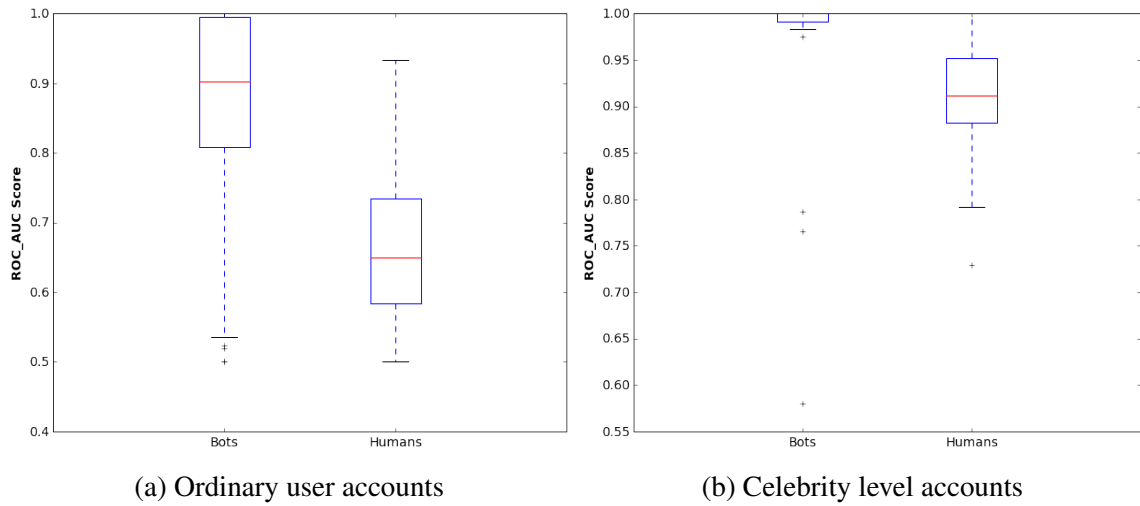 ROC_AUC Score
1.0
0.9
0.8
0.7
0.6
0.5
0.4
Bots Humans
(a) Ordinary user accounts
ROC_AUC Score
1.00
0.95
0.90
0.85
0.80
0.75
0.70
0.65
0.60
0.55
Bots Humans
(b) Celebrity level accounts